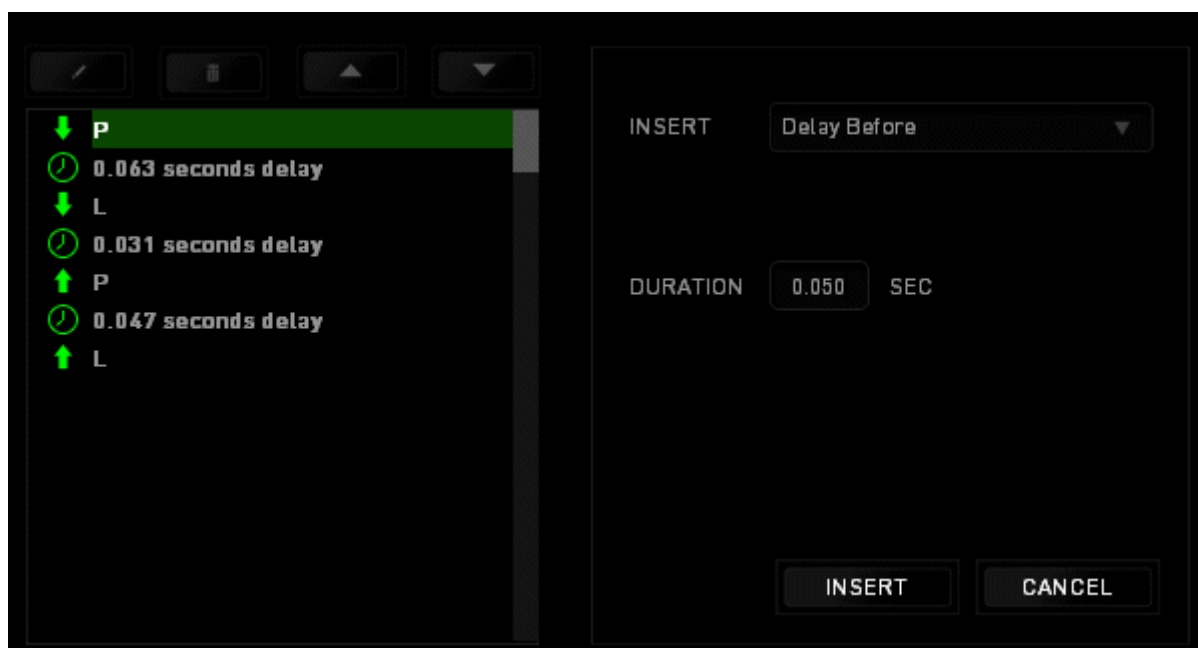 P
0.063 seconds delay
L
0.031 seconds delay
P
0.047 seconds delay
L
INSERT Delay Before
DURATION 0.050 SEC
INSERT CANCEL